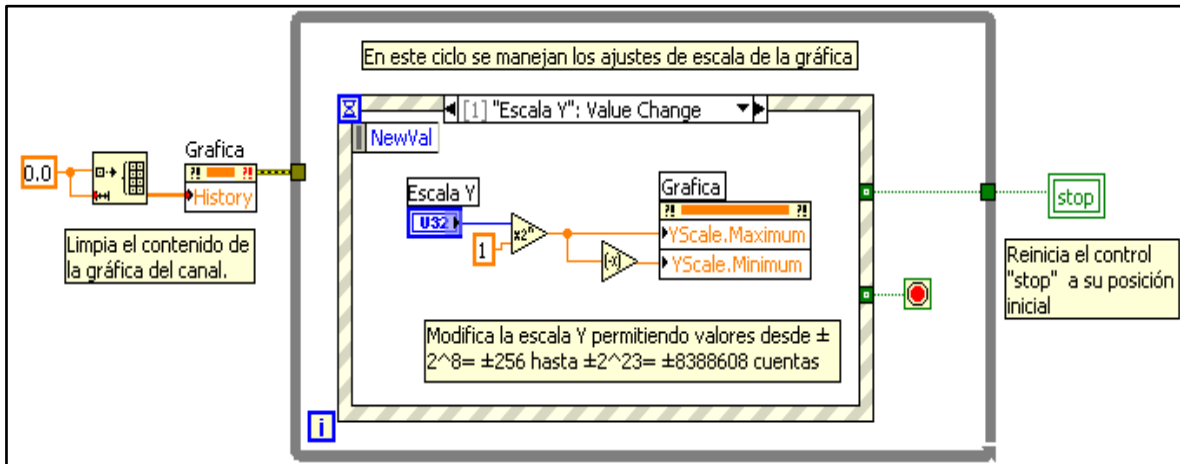 En este ciclo se manejan los ajustes de escala de la gráfica
[1] "Escala Y": Value Change
NewVal
0.0
Grafica
History
Limpia el contenido de
la gráfica del canal.
Escala Y
U32
1
×2ⁿ
(-x)
Grafica
YScale.Maximum
YScale.Minimum
Modifica la escala Y permitiendo valores desde ±
2^8= ±256 hasta ±2^23= ±8388608 cuentas
stop
Reinicia el control
"stop" a su posición
inicial
i